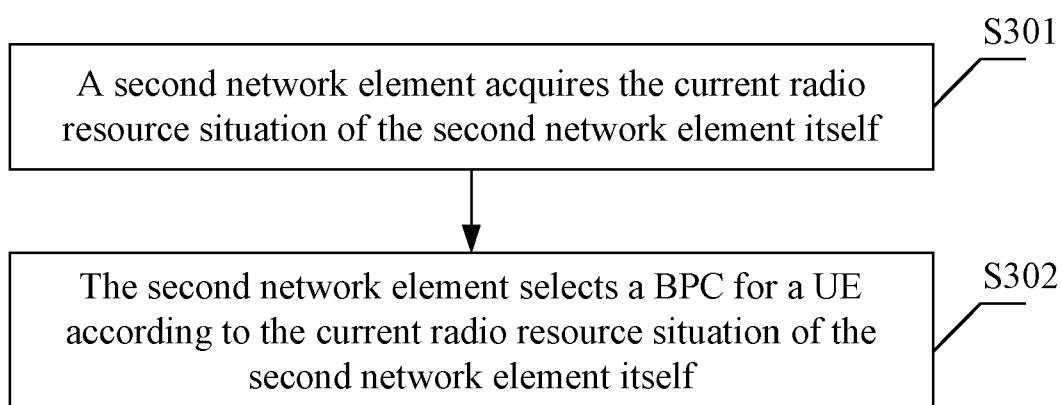 S301
A second network element acquires the current radio
resource situation of the second network element itself
S302
The second network element selects a BPC for a UE
according to the current radio resource situation of the
second network element itself